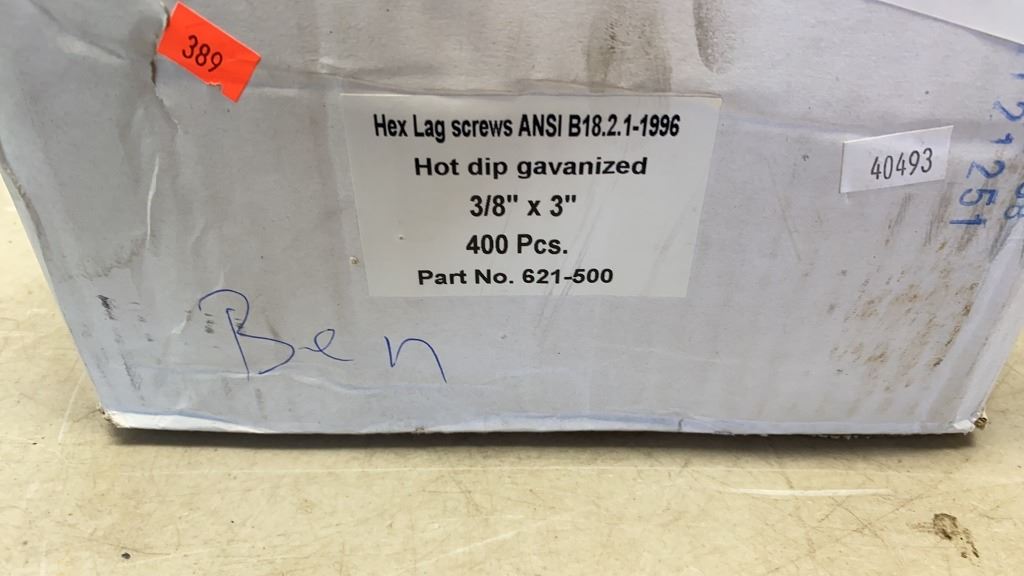 389
Hex Lag screws ANSI B18.2.1-1996
Hot dip gavanized
3/8" x 3"
400 Pcs.
Part No. 621-500
40493
Ben